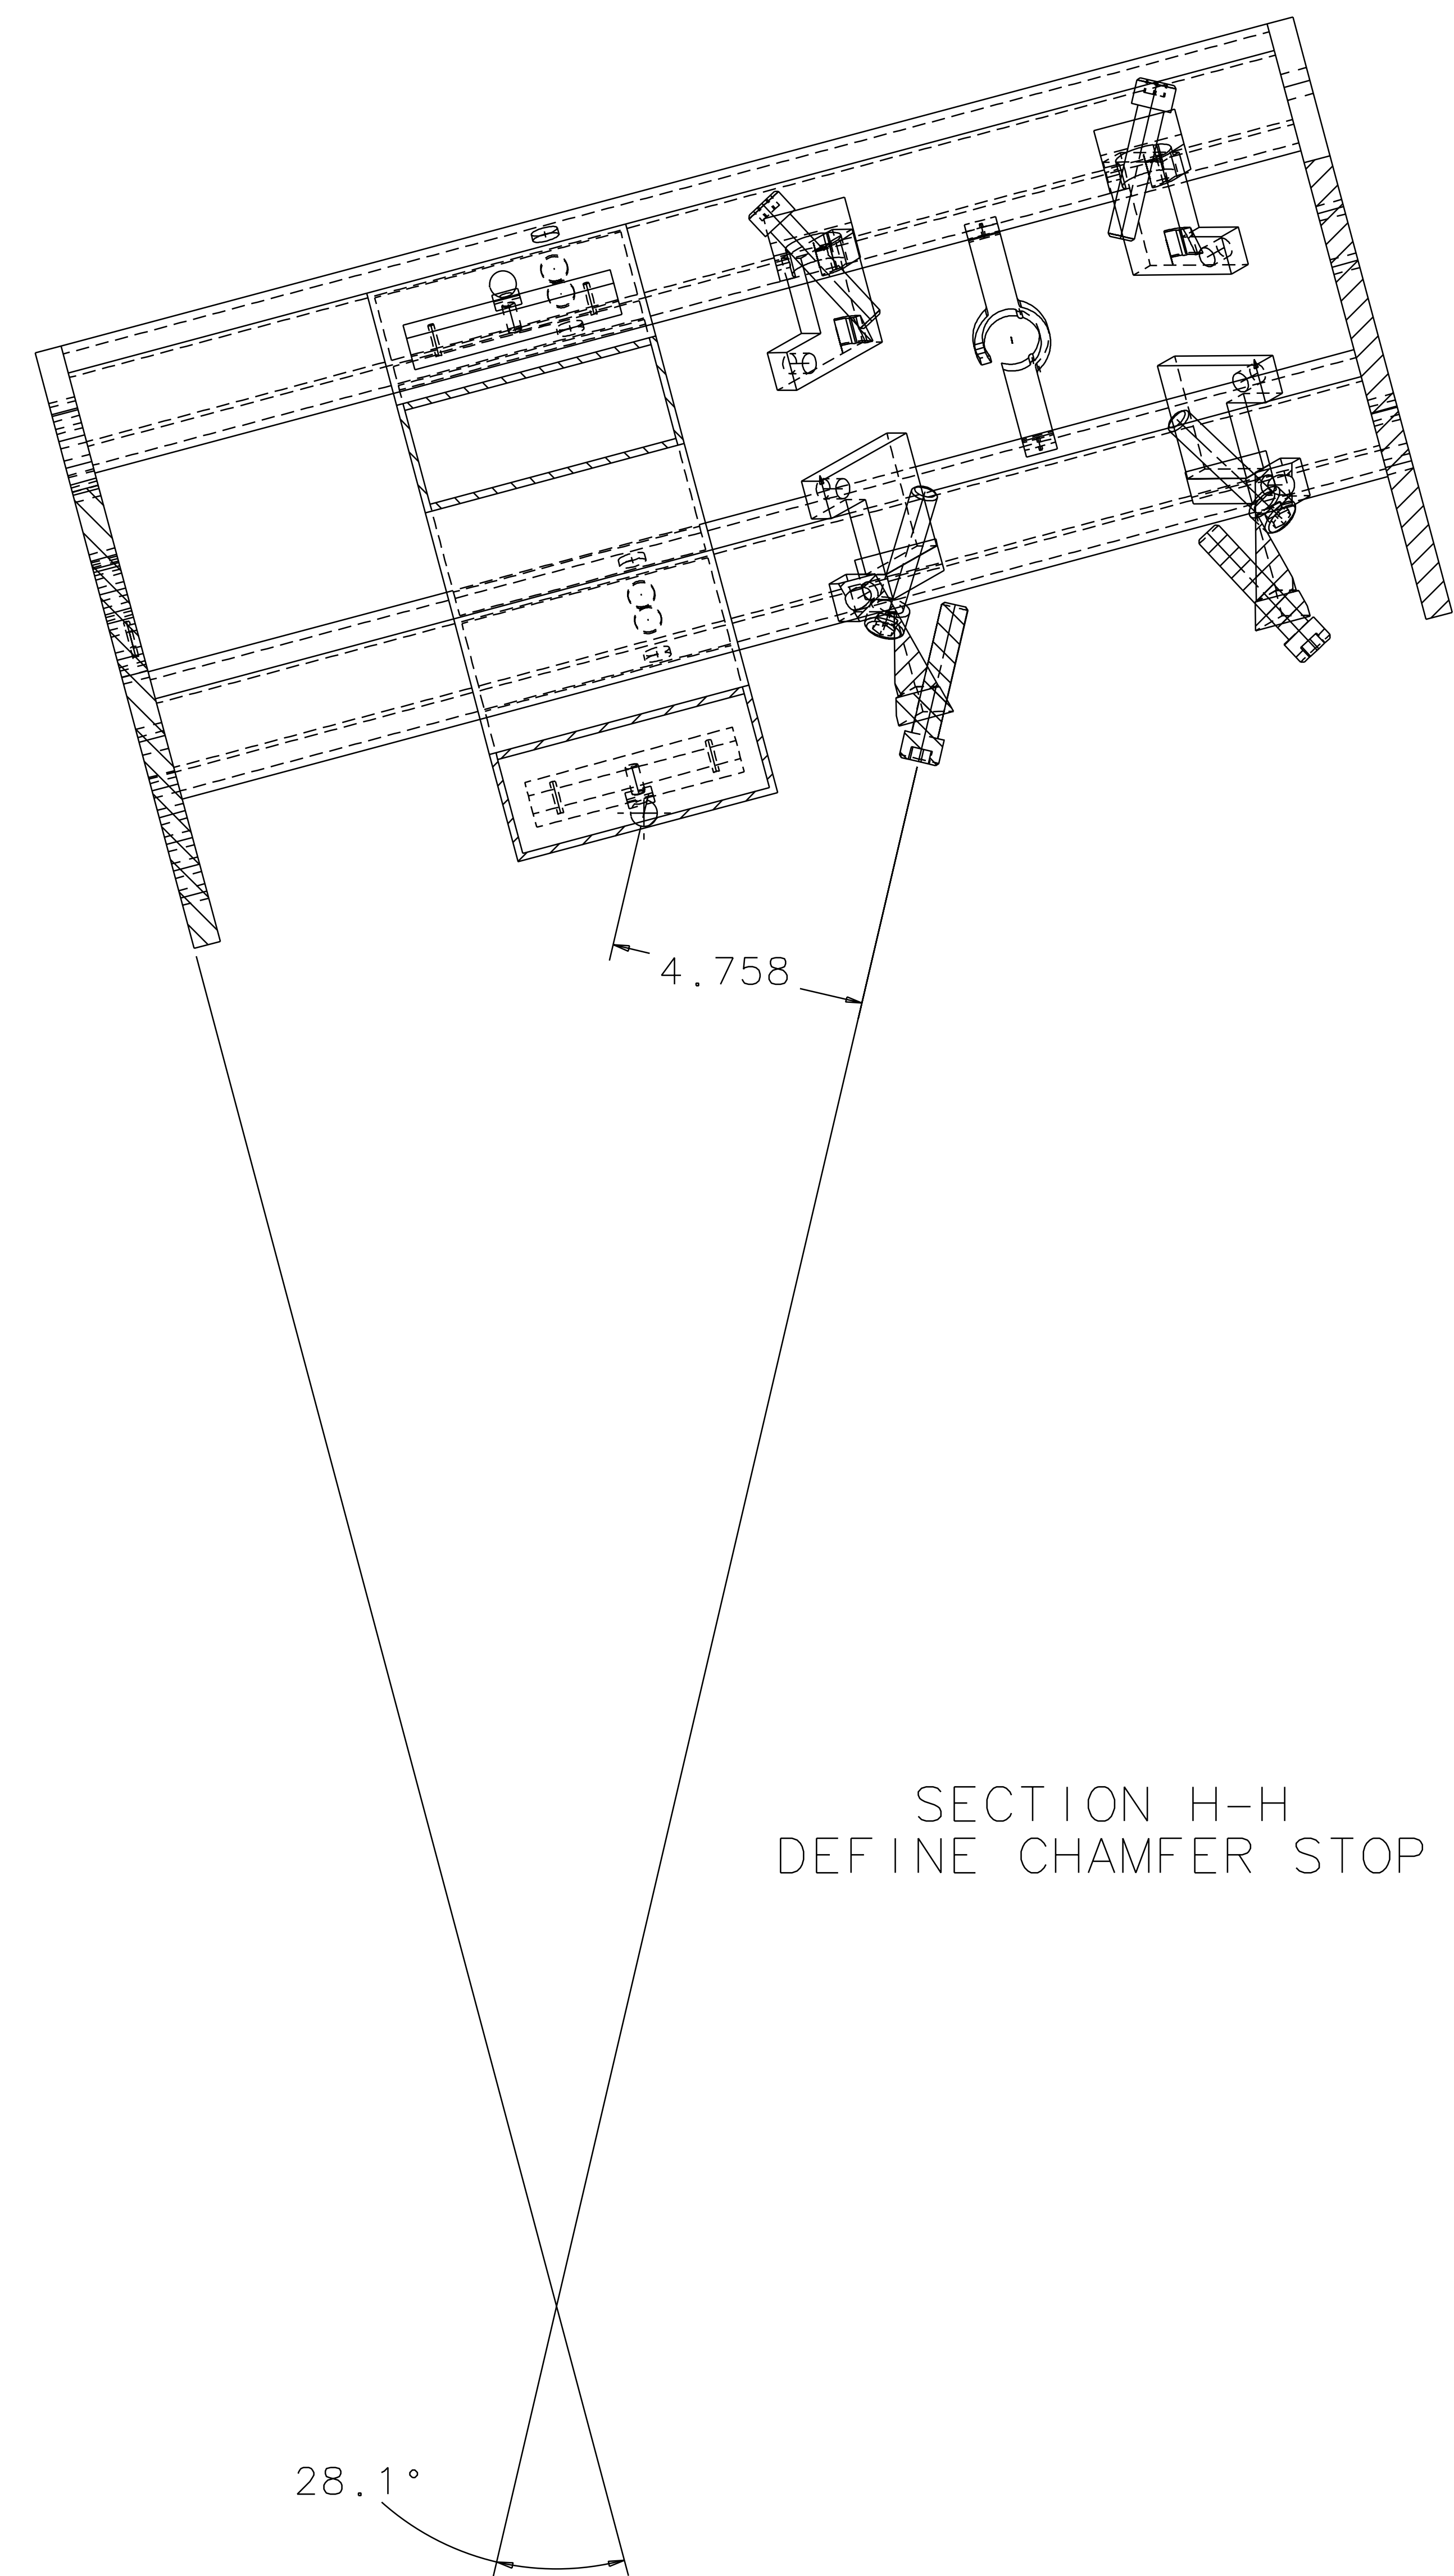 4.758
SECTION H-H
DEFINE CHAMFER STOP
28.1°